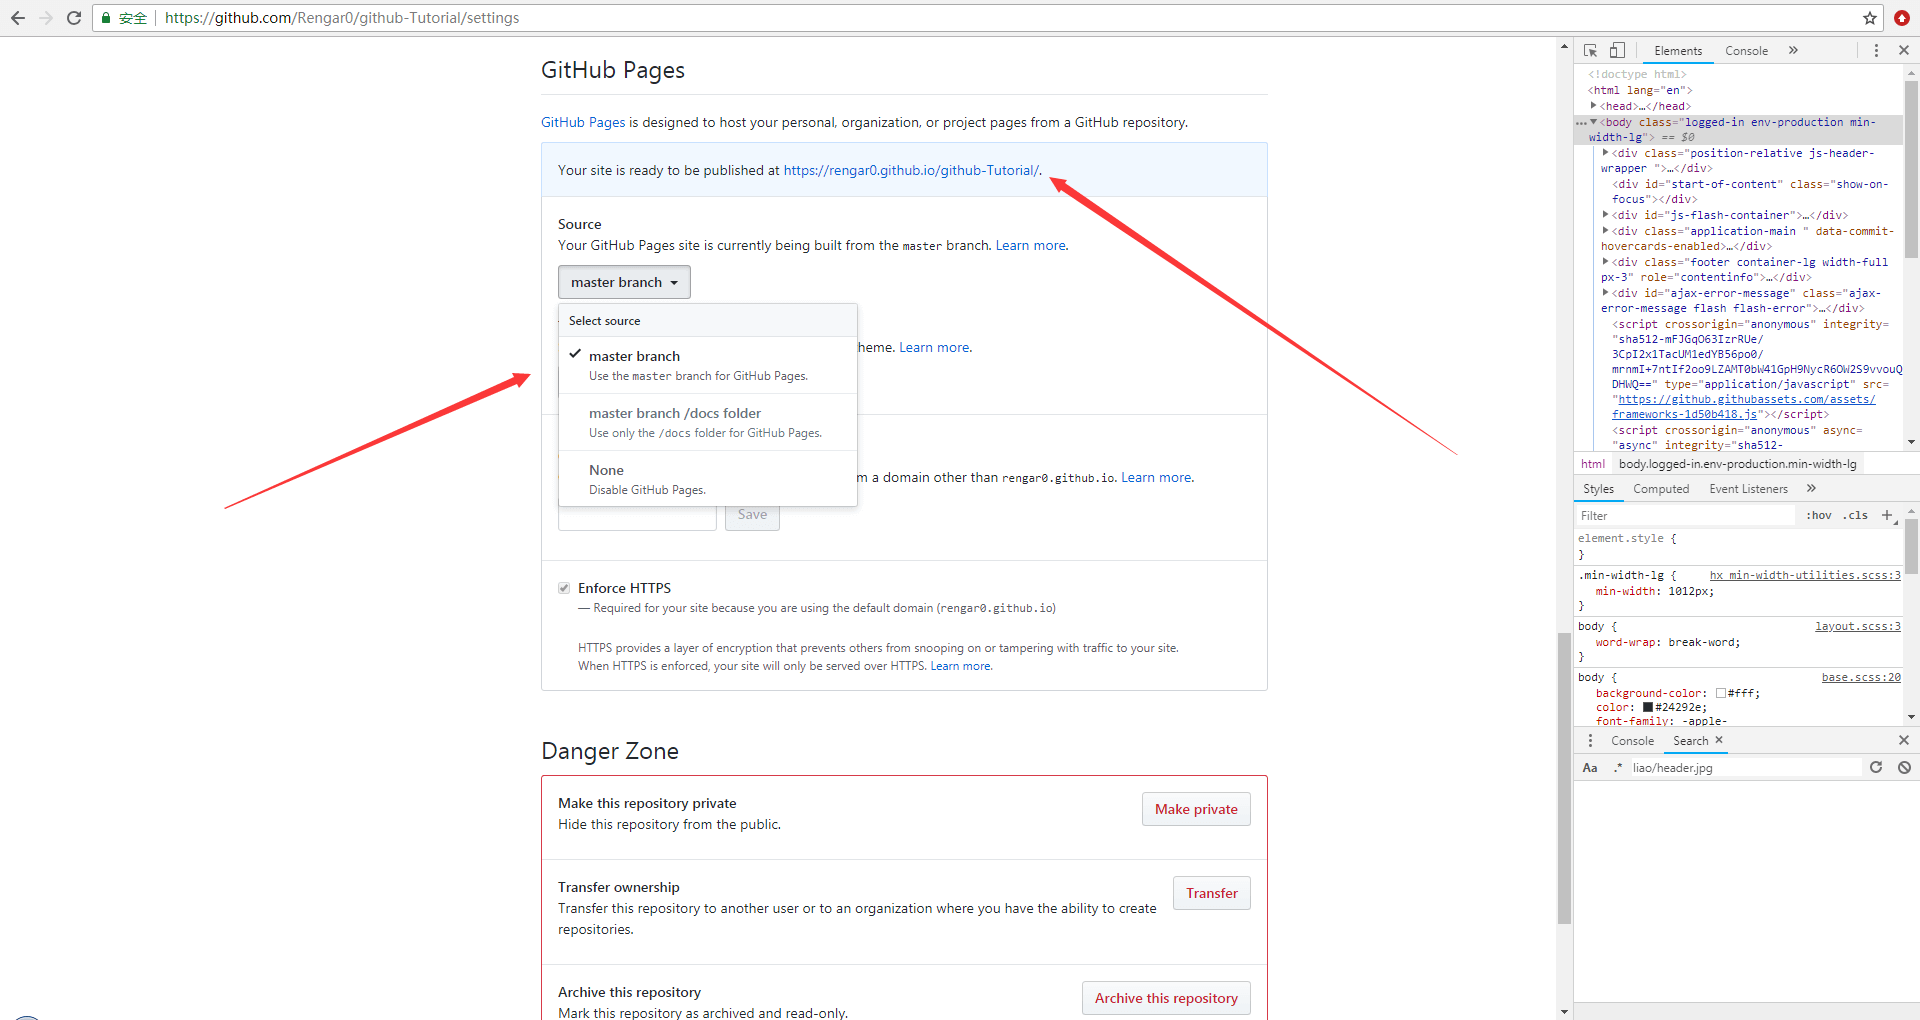 安全
https://github.com/Rengar0/github-Tutorial/settings
GitHub Pages
GitHub Pages is designed to host your personal, organization, or project pages from a GitHub repository.
Your site is ready to be published at https://rengar0.github.io/github-Tutorial/.
Source
Your GitHub Pages site is currently being built from the master branch. Learn more.
master branch
Select source
master branch
Use the master branch for GitHub Pages.
heme. Learn more.
master branch /docs folder
Use only the /docs folder for GitHub Pages.
None
Disable GitHub Pages.
m a domain other than rengar0.github.io. Learn more.
Save
Enforce HTTPS
— Required for your site because you are using the default domain (rengar0.github.io)
HTTPS provides a layer of encryption that prevents others from snooping on or tampering with traffic to your site.
When HTTPS is enforced, your site will only be served over HTTPS. Learn more.
Danger Zone
Make this repository private
Hide this repository from the public.
Make private
Transfer ownership
Transfer this repository to another user or to an organization where you have the ability to create
repositories.
Transfer
Archive this repository
Mark this repository as archived and read-only.
Archive this repository
Elements Console »
<!doctype html>
<html lang="en">
<head>…</head>
<body class="logged-in env-production min-
width-lg"> == $0
<div class="position-relative js-header-
wrapper ">…</div>
<div id="start-of-content" class="show-on-
focus"></div>
<div id="js-flash-container">…</div>
<div class="application-main " data-commit-
hovercards-enabled>…</div>
<div class="footer container-lg width-full
px-3" role="contentinfo">…</div>
<div id="ajax-error-message" class="ajax-
error-message flash flash-error">…</div>
<script crossorigin="anonymous" integrity=
"sha512-mFJGqO63IzrRUe/
3CpI2x1TacUM1edYB56po0/
mrnmI+7ntIf2oo9LZAMT0bW41GpH9NycR6OW2S9vvouQ
DHWQ==" type="application/javascript" src=
"https://github.githubassets.com/assets/
frameworks-1d50b418.js"></script>
<script crossorigin="anonymous" async=
"async" integrity="sha512-
html body.logged-in.env-production.min-width-lg
Styles Computed Event Listeners »
Filter :hov .cls +
element.style {
}
.min-width-lg { hx_min-width-utilities.scss:3
min-width: 1012px;
}
body { layout.scss:3
word-wrap: break-word;
}
body { base.scss:20
background-color: #fff;
color: #24292e;
font-family: -apple-
Console Search ×
Aa .* liao/header.jpg